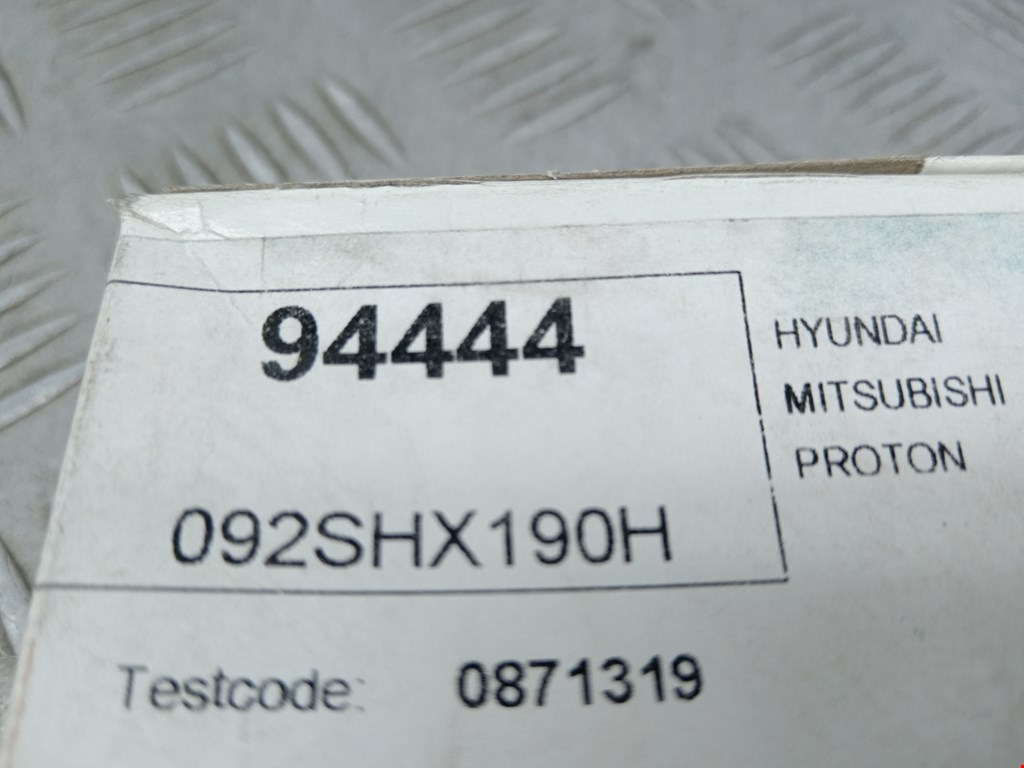 94444
092SHX190H
HYUNDAI
MITSUBISHI
PROTON
Testcode: 0871319